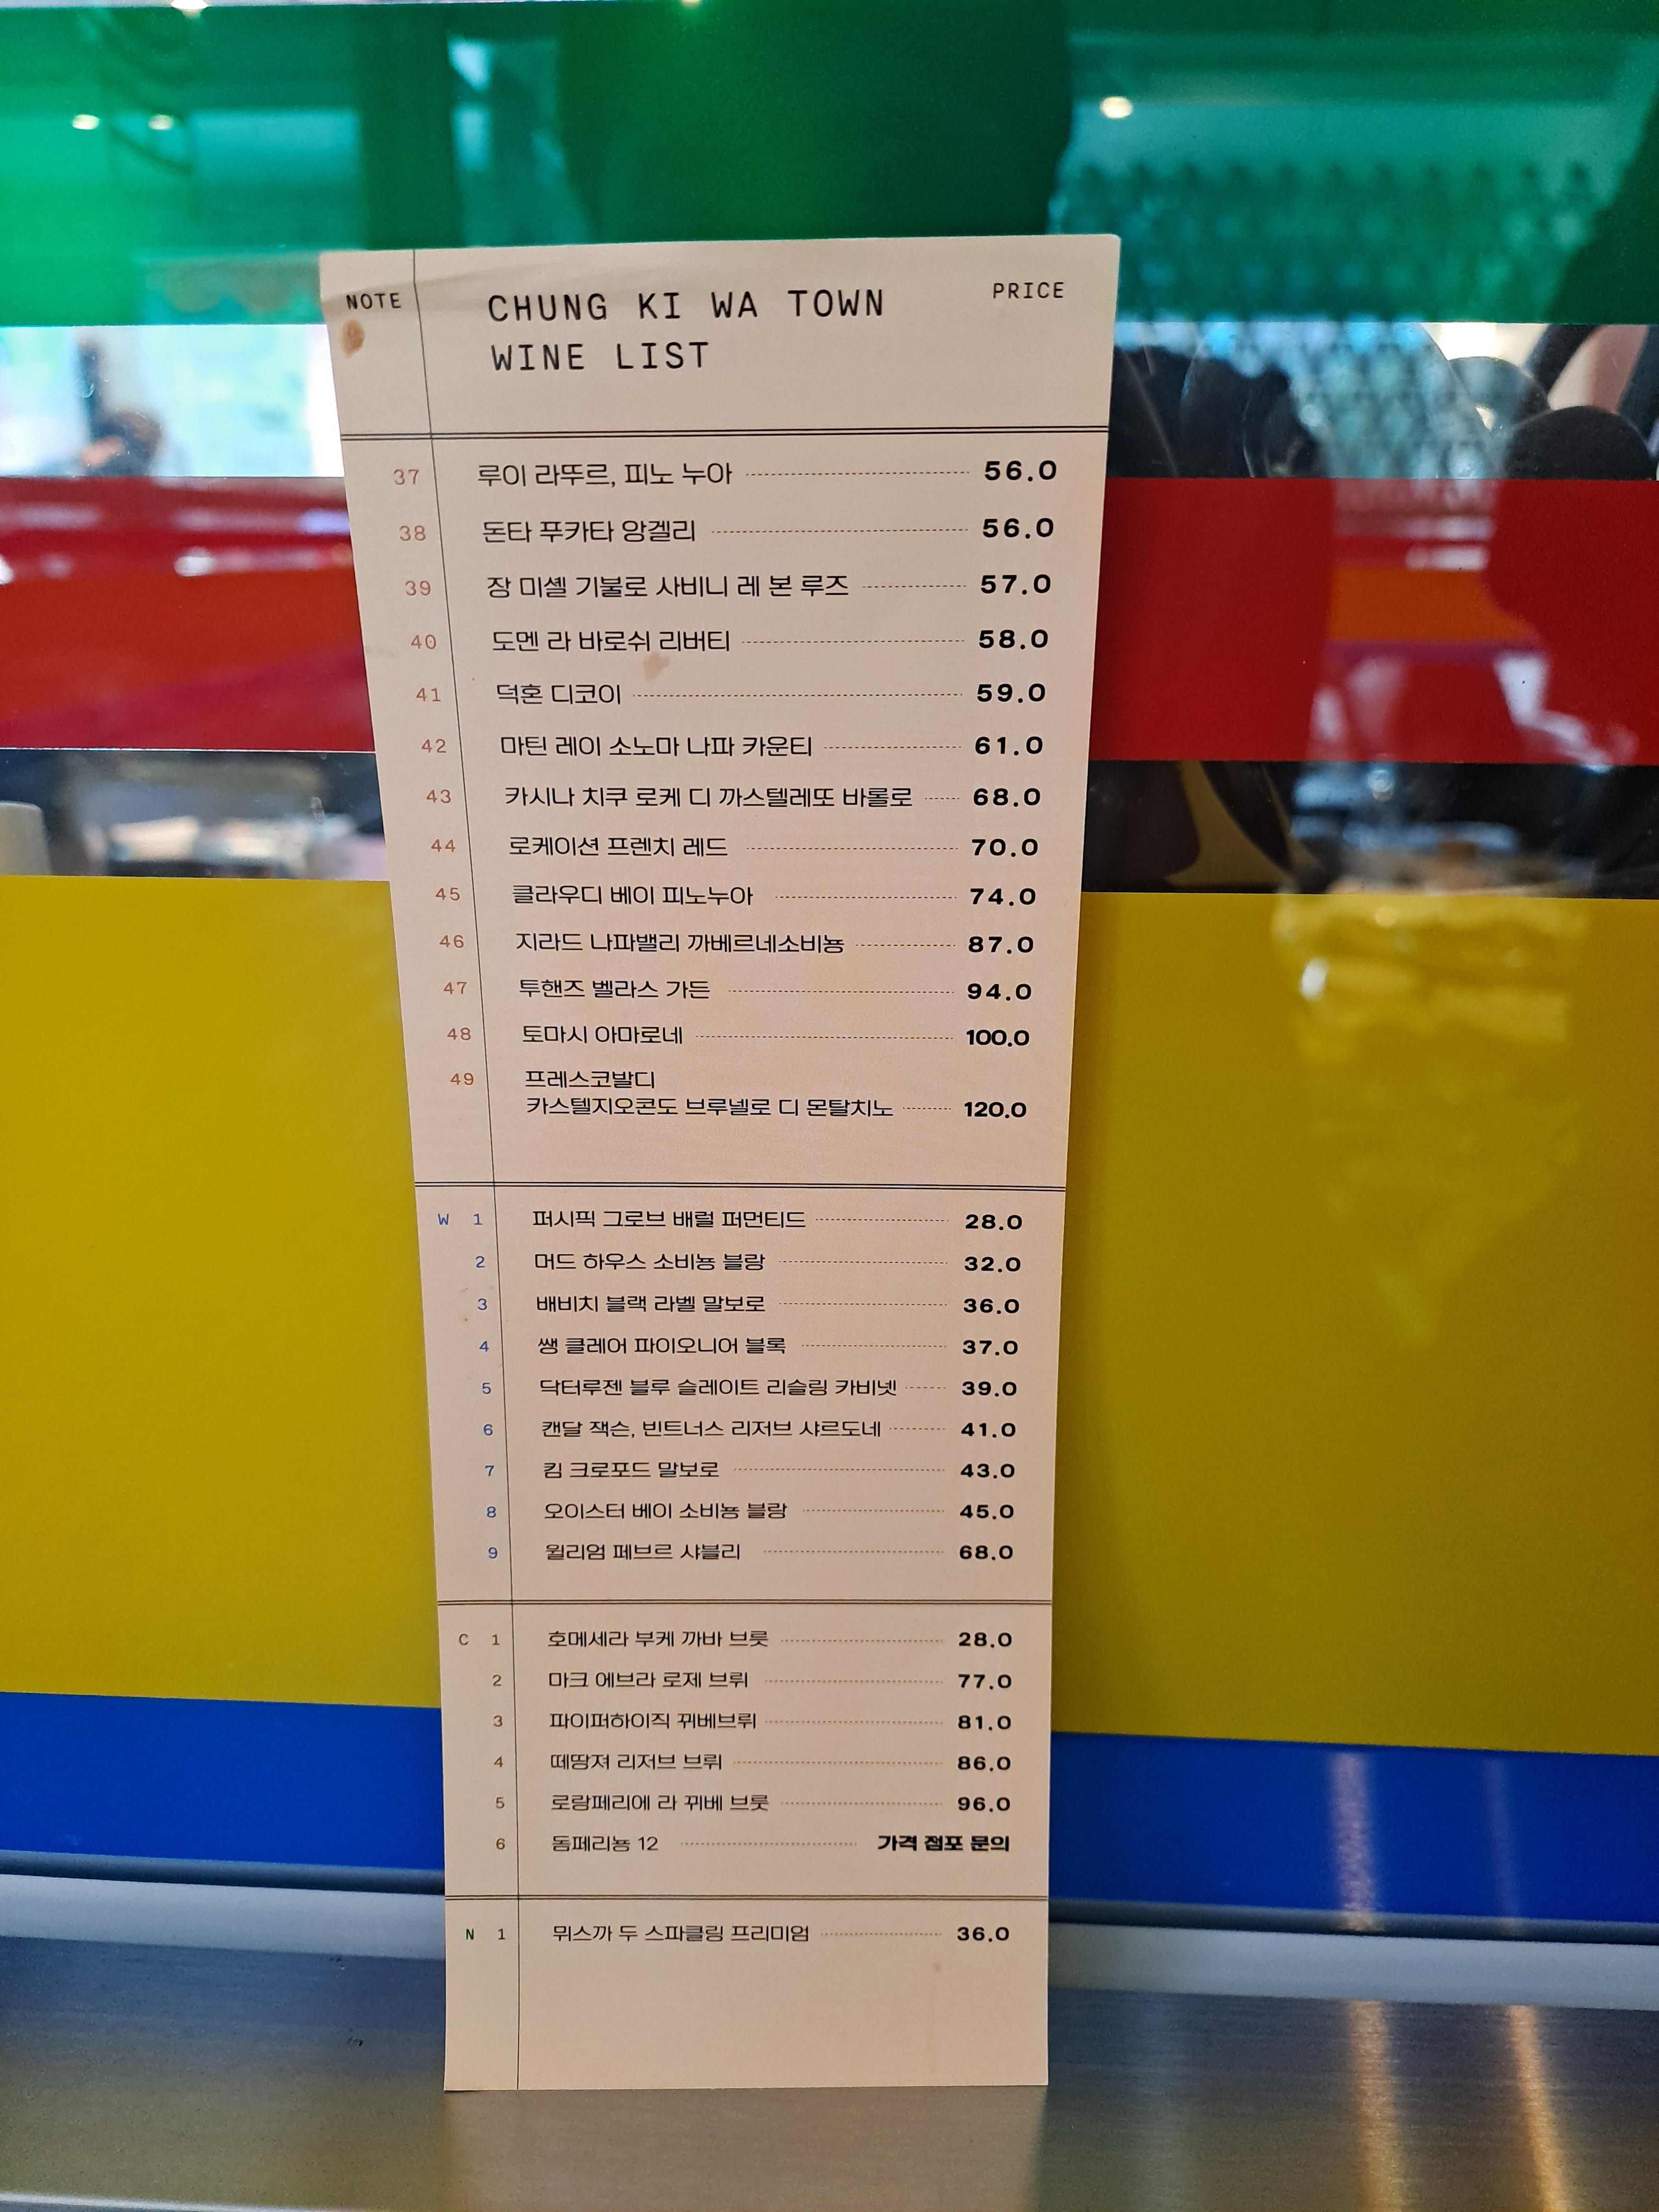 NOTE CHUNG KI WA TOWN PRICE
WINE LIST
37 루이 라뚜르, 피노 누아 56.0
38 돈타 푸카타 앙겔리 56.0
39 장 미셸 기불로 사비니 레 본 루즈 57.0
40 도멘 라 바로쉬 리버티 58.0
41 덕혼 디코이 59.0
42 마틴 레이 소노마 나파 카운티 61.0
43 카시나 치쿠 로케 디 까스텔레또 바롤로 68.0
44 로케이션 프렌치 레드 70.0
45 클라우디 베이 피노누아 74.0
46 지라드 나파밸리 까베르네소비뇽 87.0
47 투핸즈 벨라스 가든 94.0
48 토마시 아마로네 100.0
49 프레스코발디
카스텔지오콘도 브루넬로 디 몬탈치노 120.0
W 1 퍼시픽 그로브 배럴 퍼먼티드 28.0
2 머드 하우스 소비뇽 블랑 32.0
3 배비치 블랙 라벨 말보로 36.0
4 쌩 클레어 파이오니어 블록 37.0
5 닥터루젠 블루 슬레이트 리슬링 카비넷 39.0
6 캔달 잭슨, 빈트너스 리저브 샤르도네 41.0
7 킴 크로포드 말보로 43.0
8 오이스터 베이 소비뇽 블랑 45.0
9 윌리엄 페브르 샤블리 68.0
C 1 호메세라 부케 까바 브룻 28.0
2 마크 에브라 로제 브뤼 77.0
3 파이퍼하이직 뀌베브뤼 81.0
4 떼땅져 리저브 브뤼 86.0
5 로랑페리에 라 뀌베 브룻 96.0
6 돔페리뇽 12 가격 점포 문의
N 1 뮈스까 두 스파클링 프리미엄 36.0